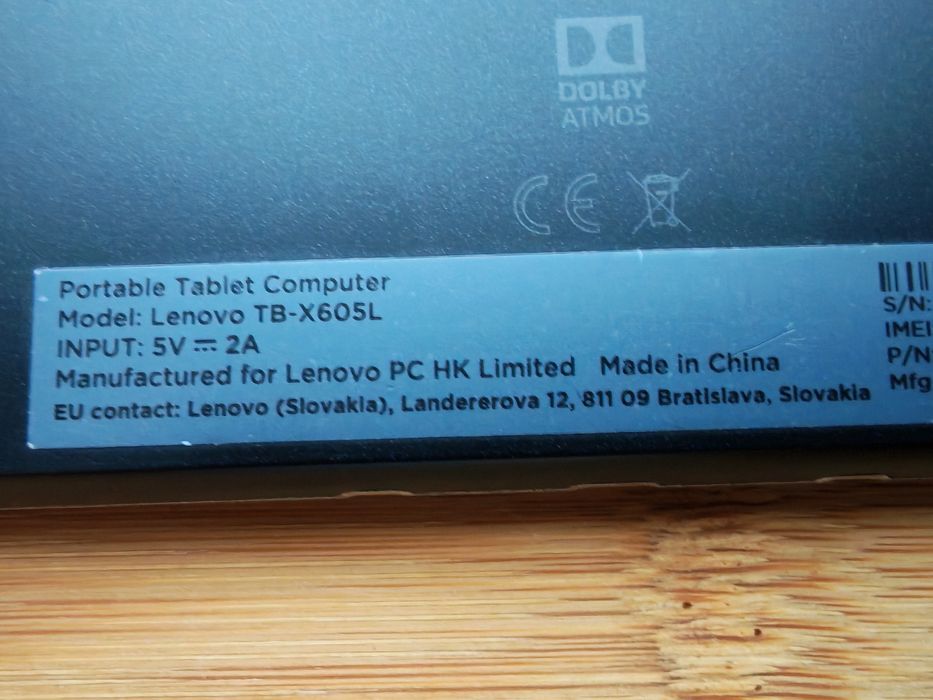 DOLBY
ATMOS
CE
Portable Tablet Computer
Model: Lenovo TB-X605L
INPUT: 5V ⎓ 2A
Manufactured for Lenovo PC HK Limited Made in China
EU contact: Lenovo (Slovakia), Landererova 12, 811 09 Bratislava, Slovakia
S/N:
IMEI
P/N
Mfg